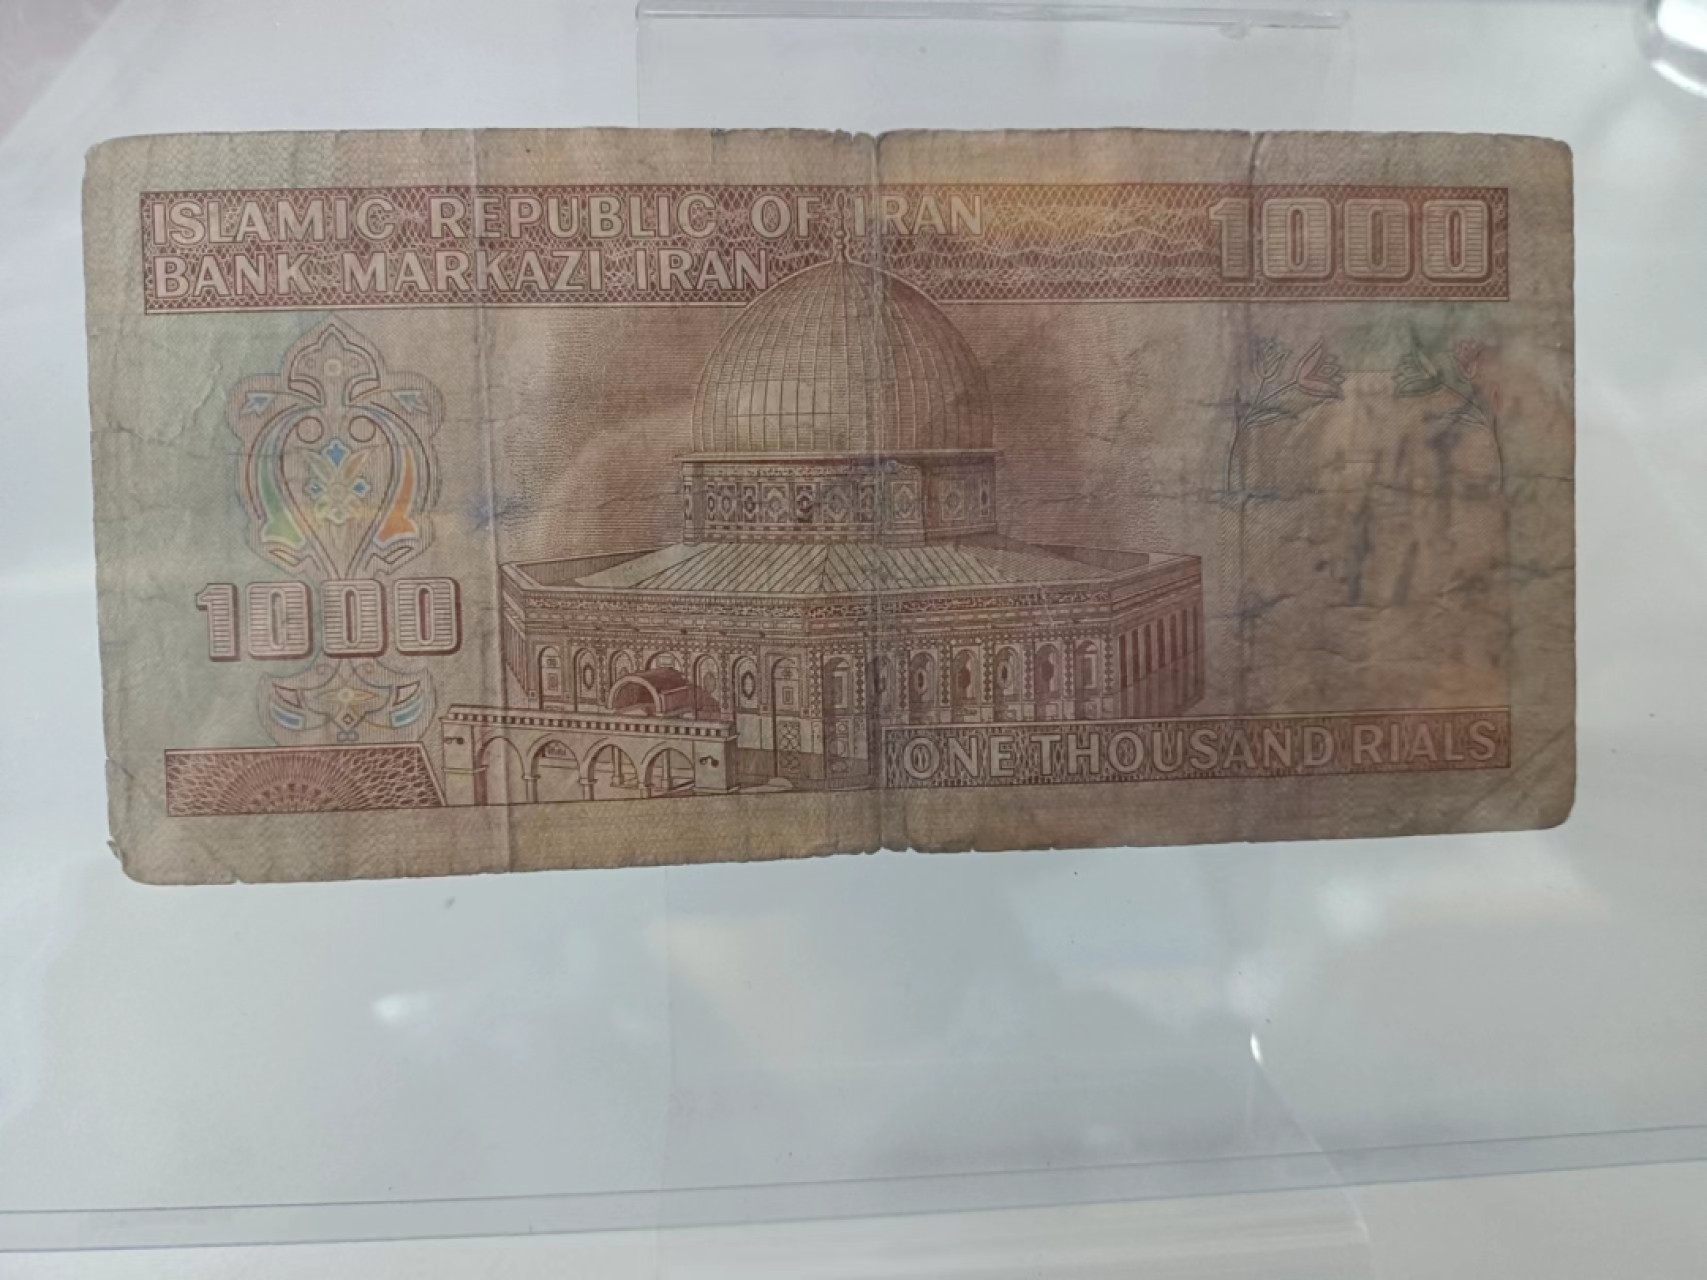 ISLAMIC REPUBLIC OF IRAN
1000
BANK MARKAZI IRAN
1000
ONE THOUSAND RIALS